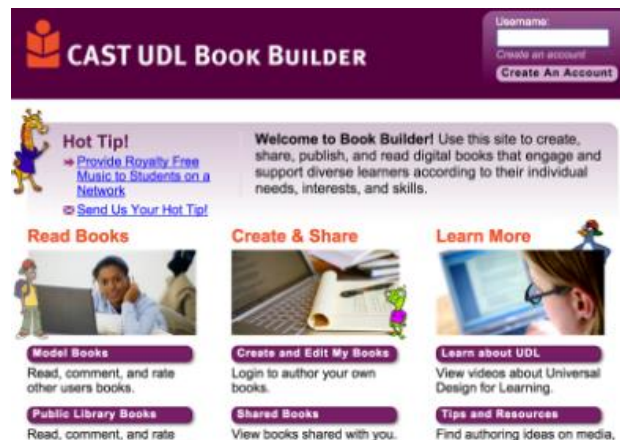 CAST UDL BOOK BUILDER
Username:
Create an account
Create An Account
Hot Tip!
Provide Royalty Free
Music to Students on a
Network
Send Us Your Hot Tip!
Welcome to Book Builder! Use this site to create,
share, publish, and read digital books that engage and
support diverse learners according to their individual
needs, interests, and skills.
Read Books
Model Books
Read, comment, and rate
other users books.
Public Library Books
Read, comment, and rate
Create & Share
Create and Edit My Books
Login to author your own
books.
Shared Books
View books shared with you.
Learn More
Learn about UDL
View videos about Universal
Design for Learning.
Tips and Resources
Find authoring ideas on media,